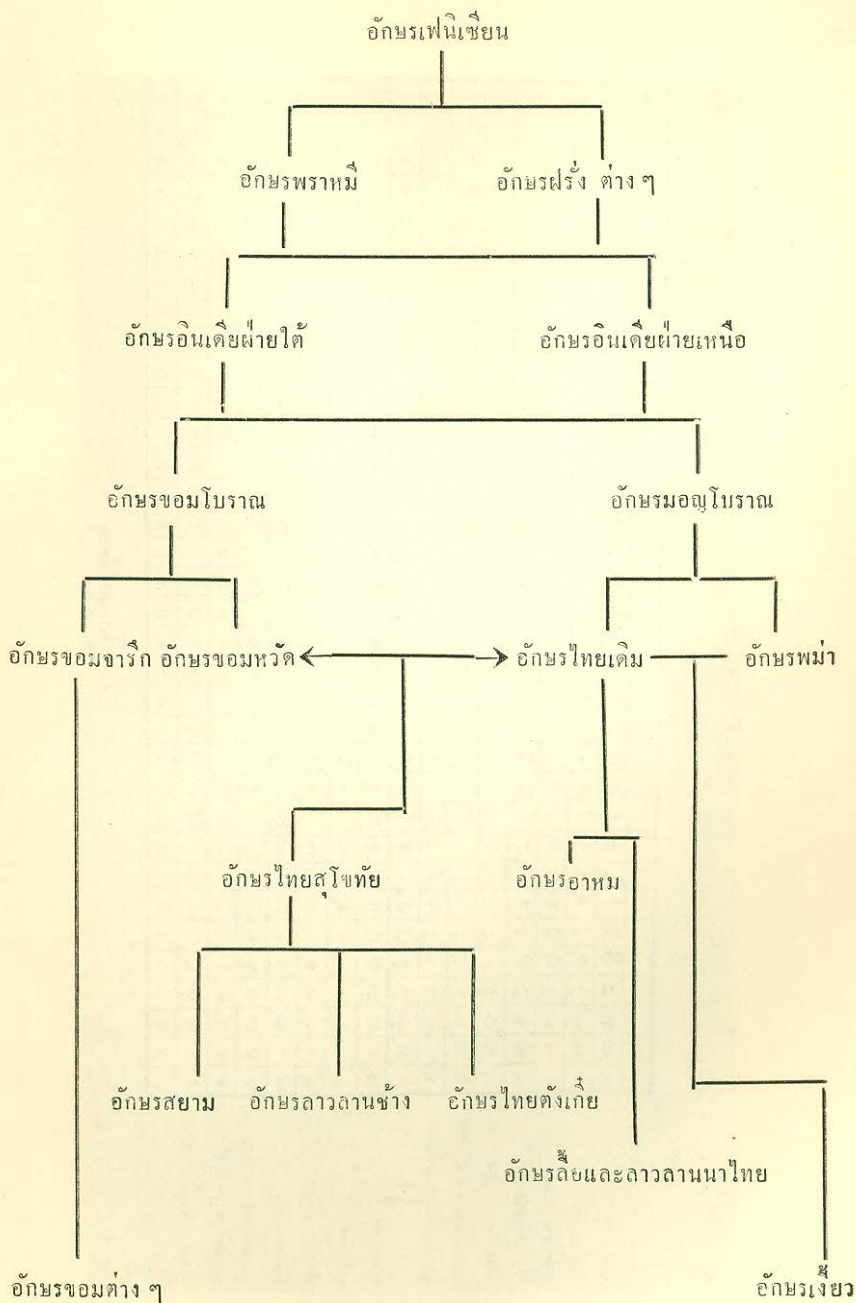 อักษรเฟนิเซียน
อักษรพราหมี อักษรฝรั่ง ต่าง ๆ
อักษรอินเดียฝ่ายใต้ อักษรอินเดียฝ่ายเหนือ
อักษรขอมโบราณ อักษรมอญโบราณ
อักษรขอมจารึก อักษรขอมหวัด อักษรไทยเดิม อักษรพม่า
อักษรไทยสุโขทัย อักษรอาหม
อักษรสยาม อักษรลาวลานช้าง อักษรไทยตังเกี๋ย
อักษรลื้อและลาวลานนาไทย
อักษรขอมต่าง ๆ อักษรเงี้ยว